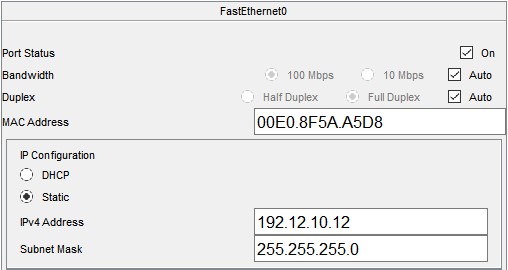 FastEthernet0
Port Status On
Bandwidth 100 Mbps 10 Mbps Auto
Duplex Half Duplex Full Duplex Auto
MAC Address 00E0.8F5A.A5D8
IP Configuration
DHCP
Static
IPv4 Address 192.12.10.12
Subnet Mask 255.255.255.0